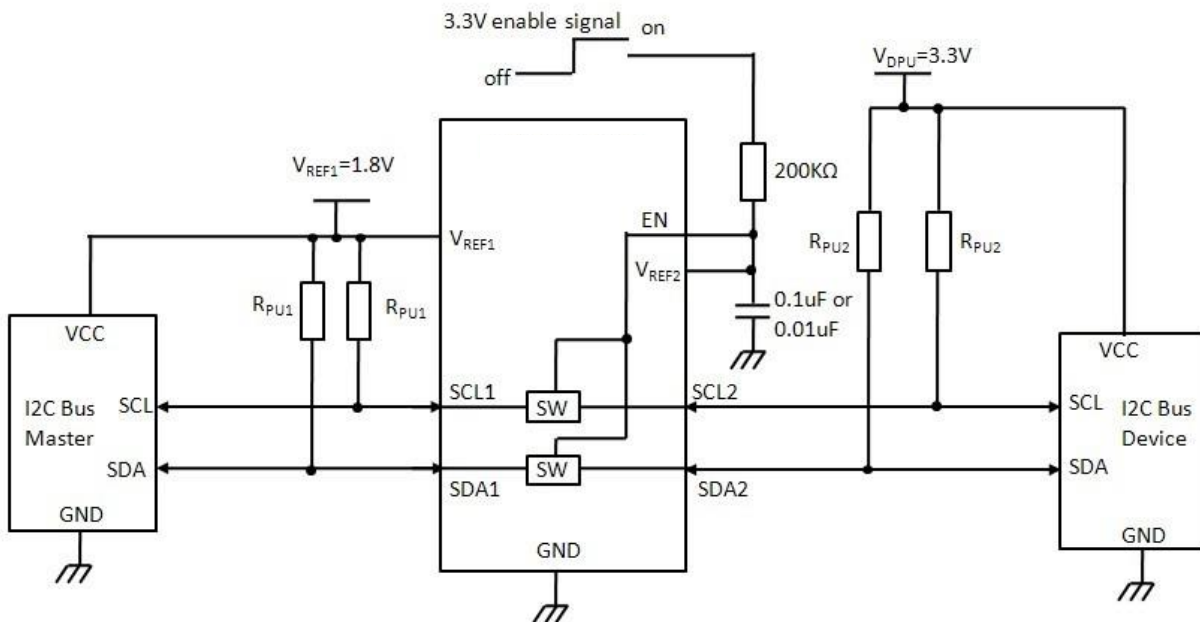 3.3V enable signal
on
off
V_DPU=3.3V
V_REF1=1.8V
200KΩ
EN
V_REF1
R_PU2
R_PU2
V_REF2
R_PU1
R_PU1
0.1uF or
0.01uF
VCC
VCC
SCL1
SCL2
SCL
SW
SCL
I2C Bus
Master
I2C Bus
Device
SDA
SW
SDA
SDA1
SDA2
GND
GND
GND